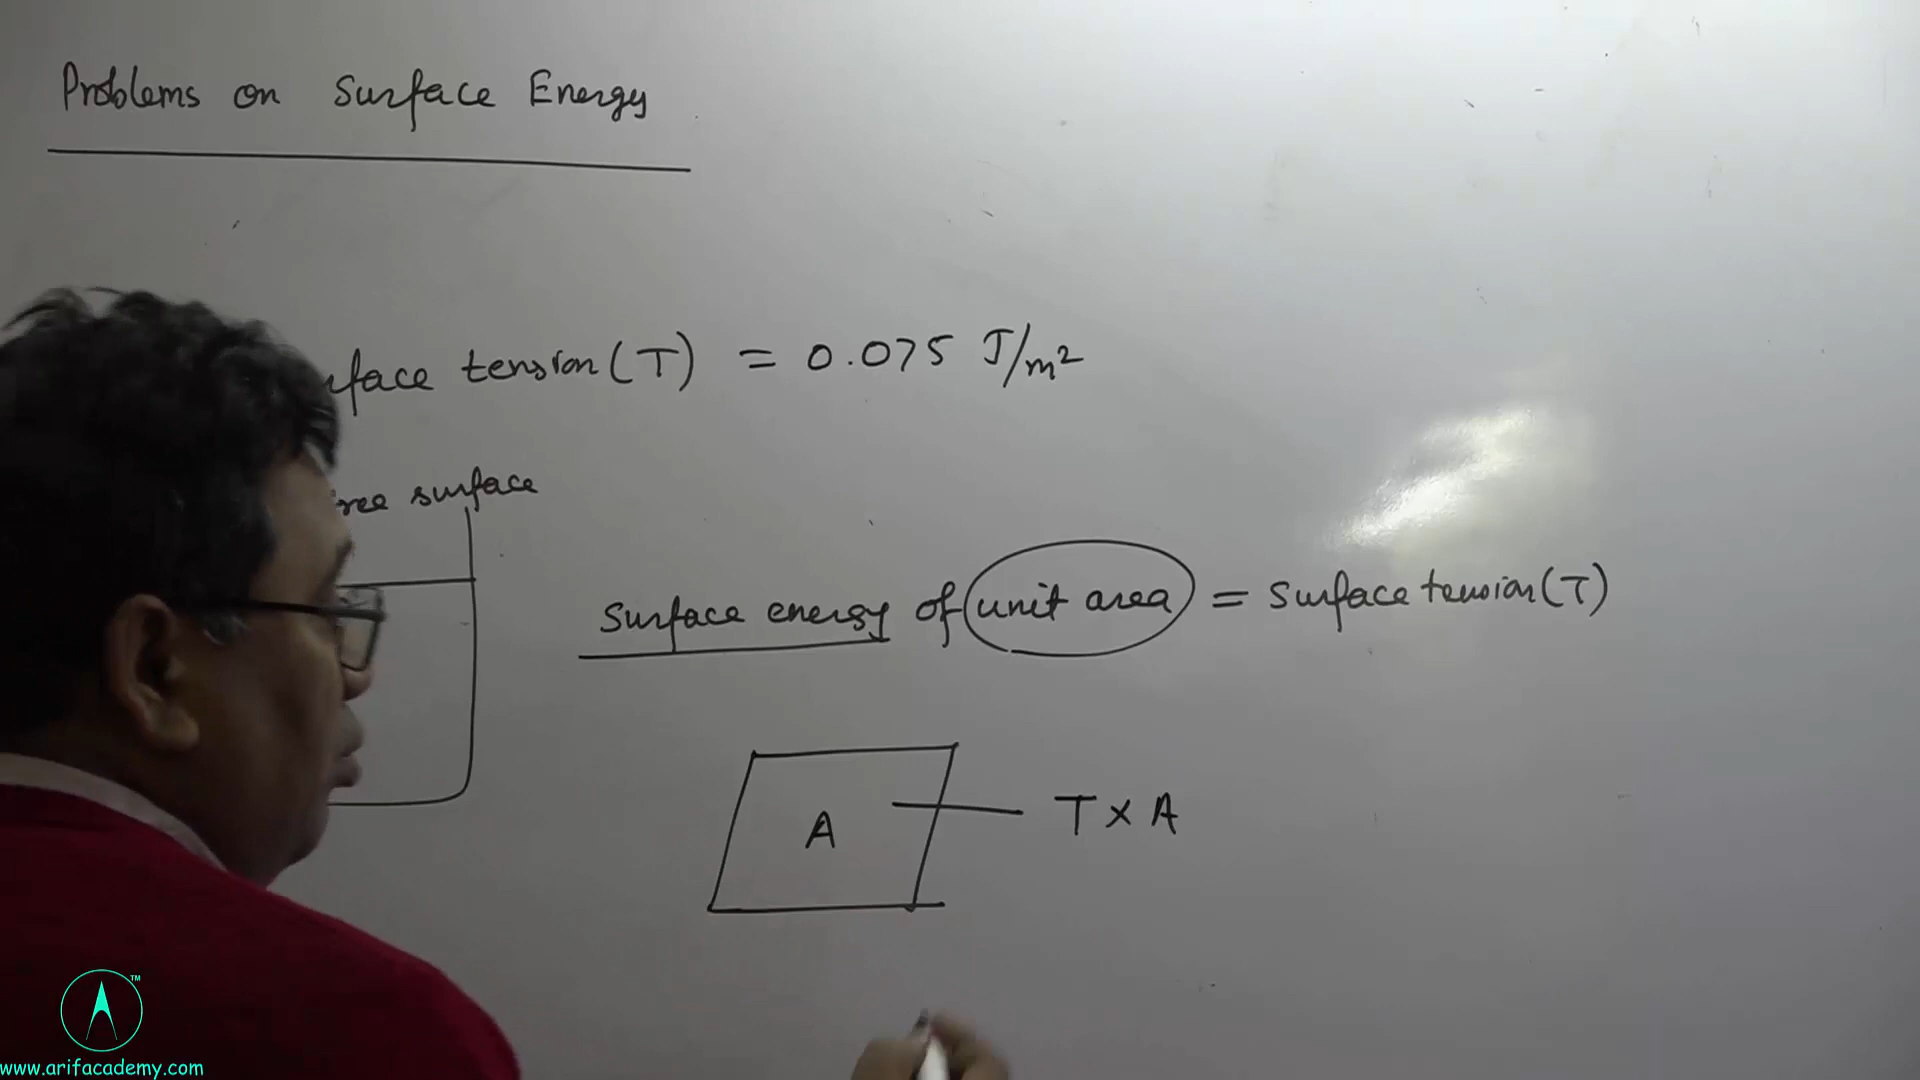 Problems on Surface Energy
tension (T) = 0.075 J/m²
surface
Surface energy of unit area = Surface tension (T)
A
T × A
TM
www.arifacademy.com